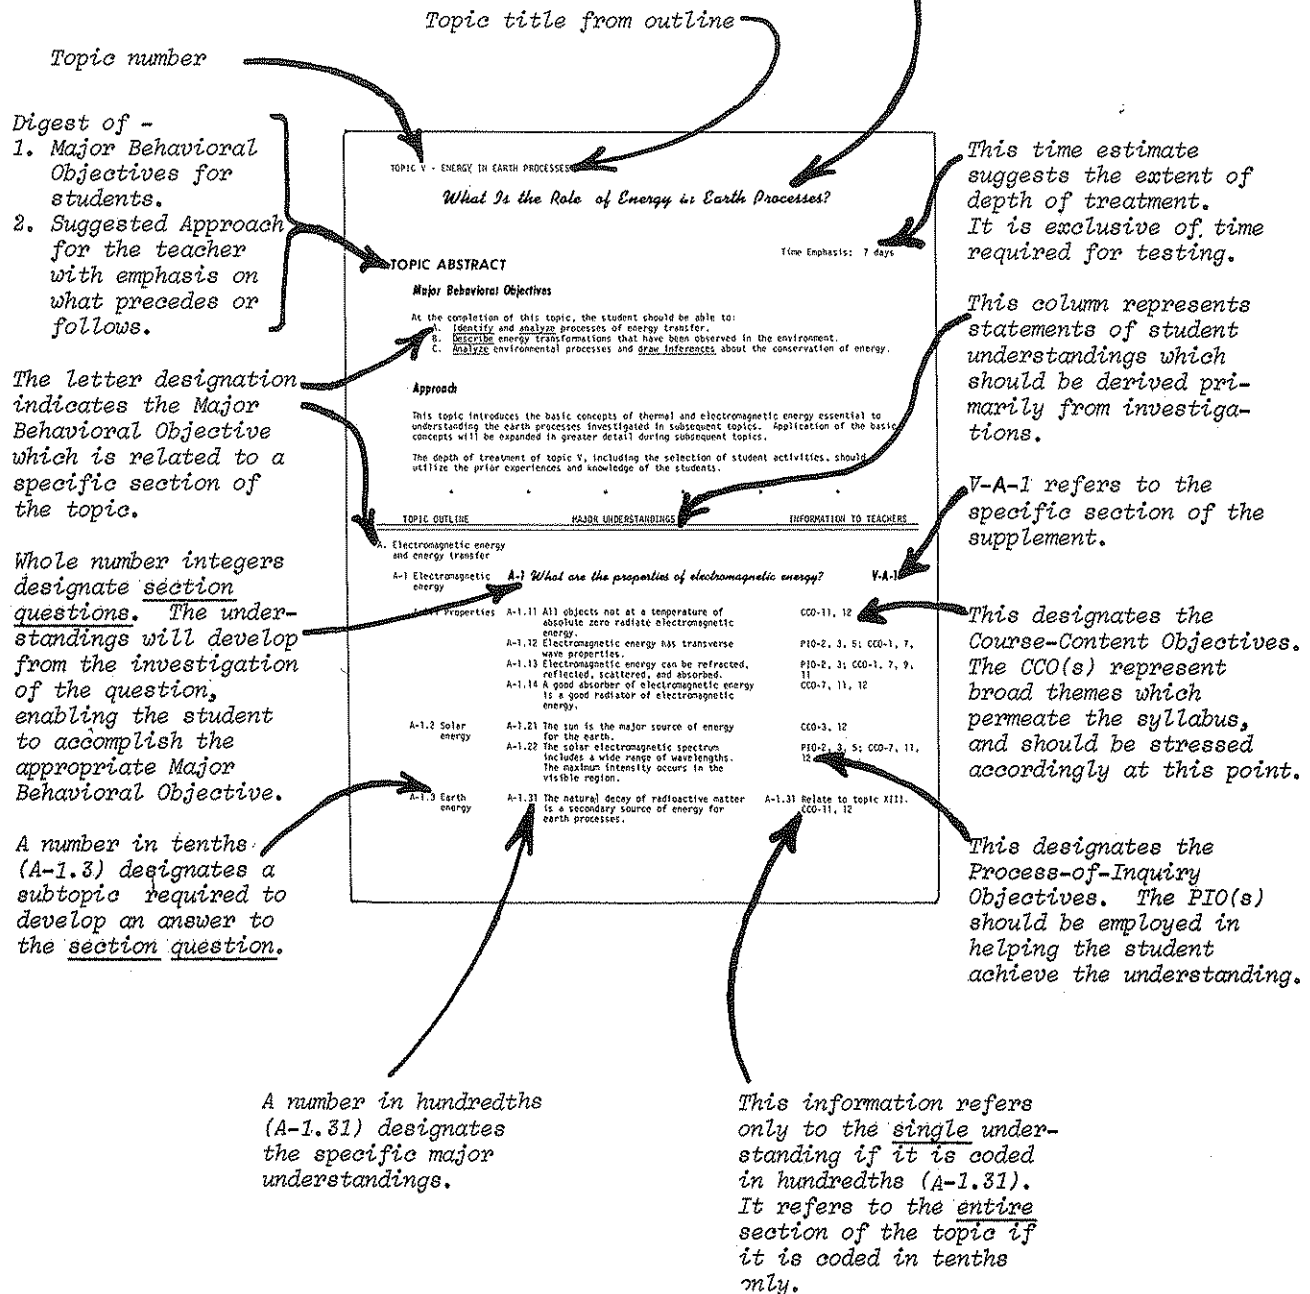 Topic title from outline
Topic number
Digest of -
1. Major Behavioral
Objectives for
students.
2. Suggested Approach
for the teacher
with emphasis on
what precedes or
follows.
The letter designation
indicates the Major
Behavioral Objective
which is related to a
specific section of
the topic.
Whole number integers
designate section
questions. The under-
standings will develop
from the investigation
of the question,
enabling the student
to accomplish the
appropriate Major
Behavioral Objective.
A number in tenths
(A-1.3) designates a
subtopic required to
develop an answer to
the section question.
TOPIC V - ENERGY IN EARTH PROCESSES
What Is the Role of Energy in Earth Processes?
Time Emphasis: 7 days
TOPIC ABSTRACT
Major Behavioral Objectives
At the completion of this topic, the student should be able to:
A. Identify and analyze processes of energy transfer.
B. Describe energy transformations that have been observed in the environment.
C. Analyze environmental processes and draw inferences about the conservation of energy.
Approach
This topic introduces the basic concepts of thermal and electromagnetic energy essential to
understanding the earth processes investigated in subsequent topics. Application of the basic
concepts will be expanded in greater detail during subsequent topics.
The depth of treatment of topic V, including the selection of student activities, should
utilize the prior experiences and knowledge of the students.
TOPIC OUTLINE MAJOR UNDERSTANDINGS INFORMATION TO TEACHERS
A. Electromagnetic energy
and energy transfer
A-1 Electromagnetic A-1 What are the properties of electromagnetic energy? V-A-1
energy
Properties A-1.11 All objects not at a temperature of CCO-11, 12
absolute zero radiate electromagnetic
energy.
A-1.12 Electromagnetic energy has transverse PIO-2, 3, 5; CCO-1, 7,
wave properties.
A-1.13 Electromagnetic energy can be refracted, PIO-2, 3; CCO-1, 7, 9,
reflected, scattered, and absorbed. 11
A-1.14 A good absorber of electromagnetic energy CCO-7, 11, 12
is a good radiator of electromagnetic
energy.
A-1.2 Solar A-1.21 The sun is the major source of energy CCO-3, 12
energy for the earth.
A-1.22 The solar electromagnetic spectrum PIO-2, 3, 5; CCO-7, 11,
includes a wide range of wavelengths. 12
The maximum intensity occurs in the
visible region.
A-1.3 Earth A-1.31 The natural decay of radioactive matter A-1.31 Relate to topic XIII.
energy is a secondary source of energy for CCO-11, 12
earth processes.
This time estimate
suggests the extent of
depth of treatment.
It is exclusive of time
required for testing.
This column represents
statements of student
understandings which
should be derived pri-
marily from investiga-
tions.
V-A-1 refers to the
specific section of the
supplement.
This designates the
Course-Content Objectives.
The CCO(s) represent
broad themes which
permeate the syllabus,
and should be stressed
accordingly at this point.
This designates the
Process-of-Inquiry
Objectives. The PIO(s)
should be employed in
helping the student
achieve the understanding.
A number in hundredths
(A-1.31) designates
the specific major
understandings.
This information refers
only to the single under-
standing if it is coded
in hundredths (A-1.31).
It refers to the entire
section of the topic if
it is coded in tenths
only.